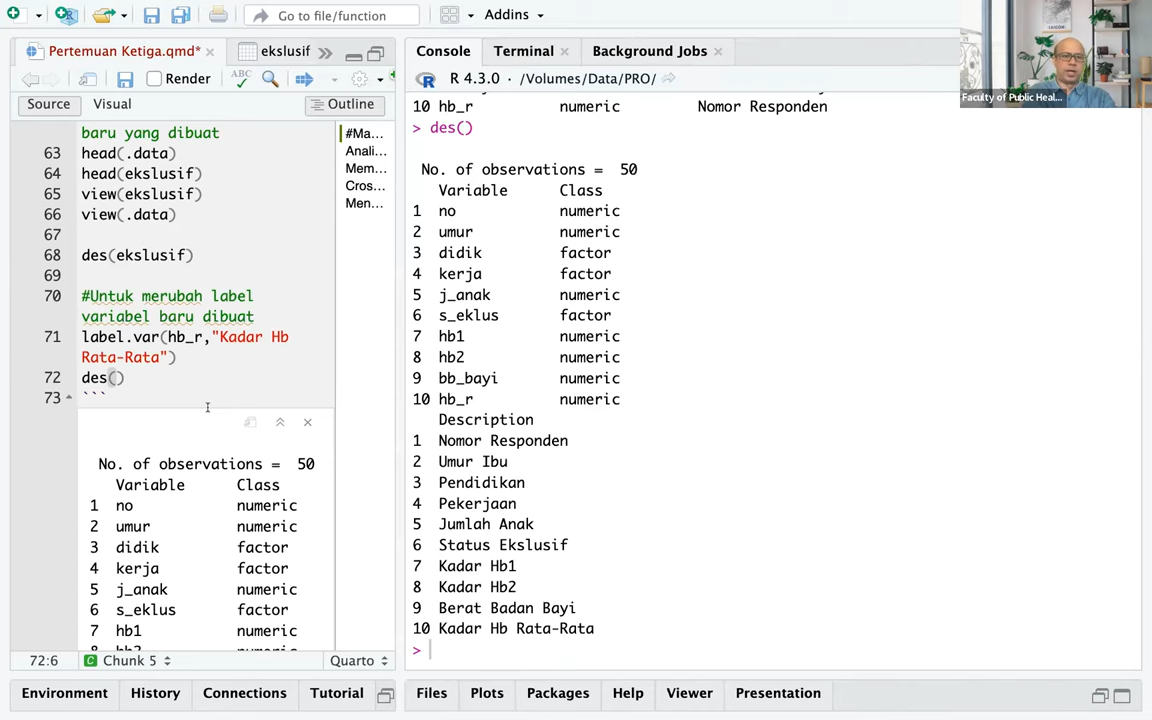 Go to file/function
Addins
Pertemuan Ketiga.qmd*
ekslusif
Render
ABC
Source
Visual
Outline
baru yang dibuat
63 head(.data)
64 head(ekslusif)
65 view(ekslusif)
66 view(.data)
67
68 des(ekslusif)
69
70 #Untuk merubah label
variabel baru dibuat
71 label.var(hb_r,"Kadar Hb
Rata-Rata")
72 des()
73 ```
#Ma...
Anali...
Mem...
Cros...
Men...
No. of observations = 50
Variable Class
1 no numeric
2 umur numeric
3 didik factor
4 kerja factor
5 j_anak numeric
6 s_eklus factor
7 hb1 numeric
8 hb2 numeric
72:6
C Chunk 5
Quarto
Environment
History
Connections
Tutorial
Console
Terminal
Background Jobs
R R 4.3.0 · /Volumes/Data/PRO/
10 hb_r numeric Nomor Responden
> des()
No. of observations = 50
Variable Class
1 no numeric
2 umur numeric
3 didik factor
4 kerja factor
5 j_anak numeric
6 s_eklus factor
7 hb1 numeric
8 hb2 numeric
9 bb_bayi numeric
10 hb_r numeric
Description
1 Nomor Responden
2 Umur Ibu
3 Pendidikan
4 Pekerjaan
5 Jumlah Anak
6 Status Ekslusif
7 Kadar Hb1
8 Kadar Hb2
9 Berat Badan Bayi
10 Kadar Hb Rata-Rata
>
Files
Plots
Packages
Help
Viewer
Presentation
Faculty of Public Heal...